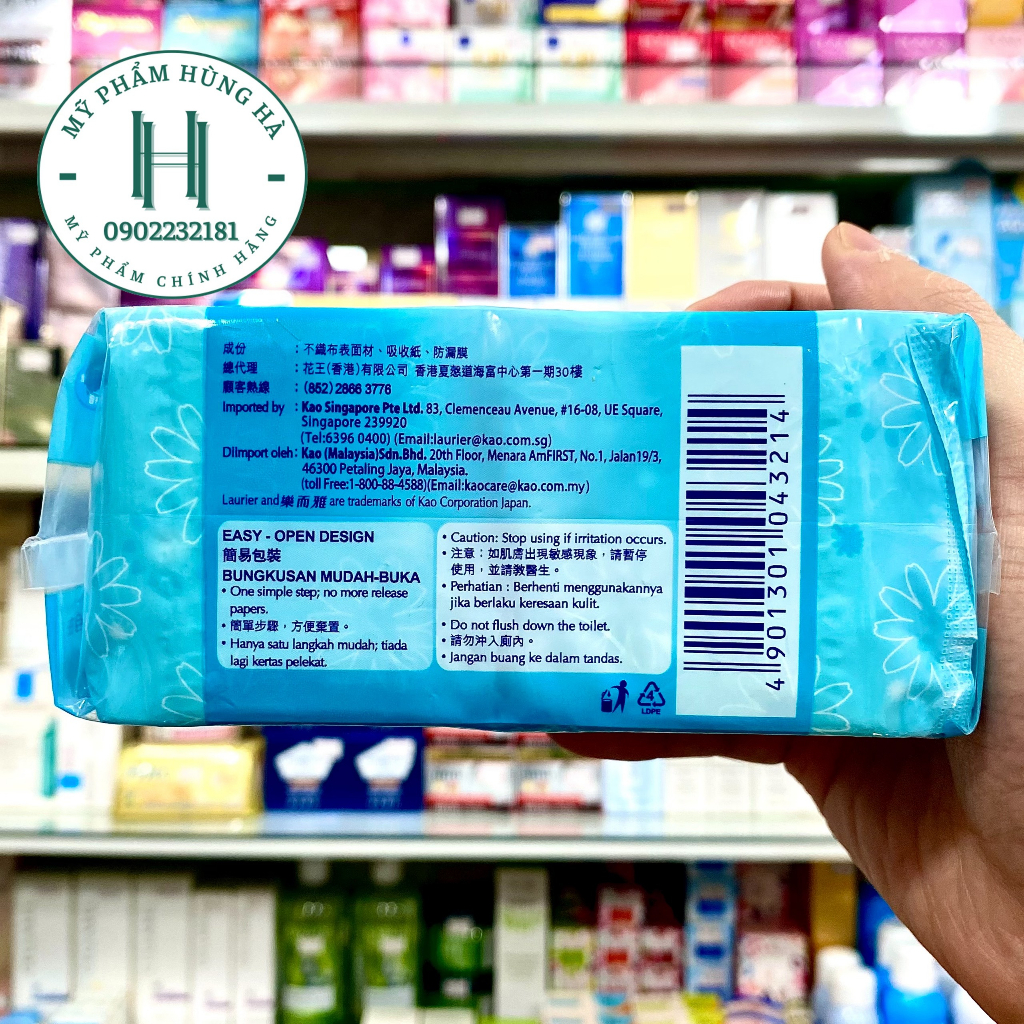 MỸ PHẨM HÙNG HÀ
H
0902232181
MỸ PHẨM CHÍNH HÃNG
成份 ：不織布表面材、吸收紙、防漏膜
總代理 ：花王(香港)有限公司 香港夏慤道海富中心第一期30樓
顧客熱線 ：(852) 2866 3776
Imported by : Kao Singapore Pte Ltd. 83, Clemenceau Avenue, #16-08, UE Square,
Singapore 239920
(Tel:6396 0400) (Email:laurier@kao.com.sg)
Diimport oleh: Kao (Malaysia)Sdn.Bhd. 20th Floor, Menara AmFIRST, No.1, Jalan19/3,
46300 Petaling Jaya, Malaysia.
(toll Free:1-800-88-4588)(Email:kaocare@kao.com.my)
Laurier and 樂而雅 are trademarks of Kao Corporation Japan.
EASY - OPEN DESIGN
簡易包裝
BUNGKUSAN MUDAH-BUKA
• One simple step; no more release
papers.
• 簡單步驟，方便棄置。
• Hanya satu langkah mudah; tiada
lagi kertas pelekat.
• Caution: Stop using if irritation occurs.
• 注意：如肌膚出現敏感現象，請暫停
使用，並請教醫生。
• Perhatian : Berhenti menggunakannya
jika berlaku keresaan kulit.
• Do not flush down the toilet.
• 請勿沖入廁內。
• Jangan buang ke dalam tandas.
4
LDPE
4 901301 043214